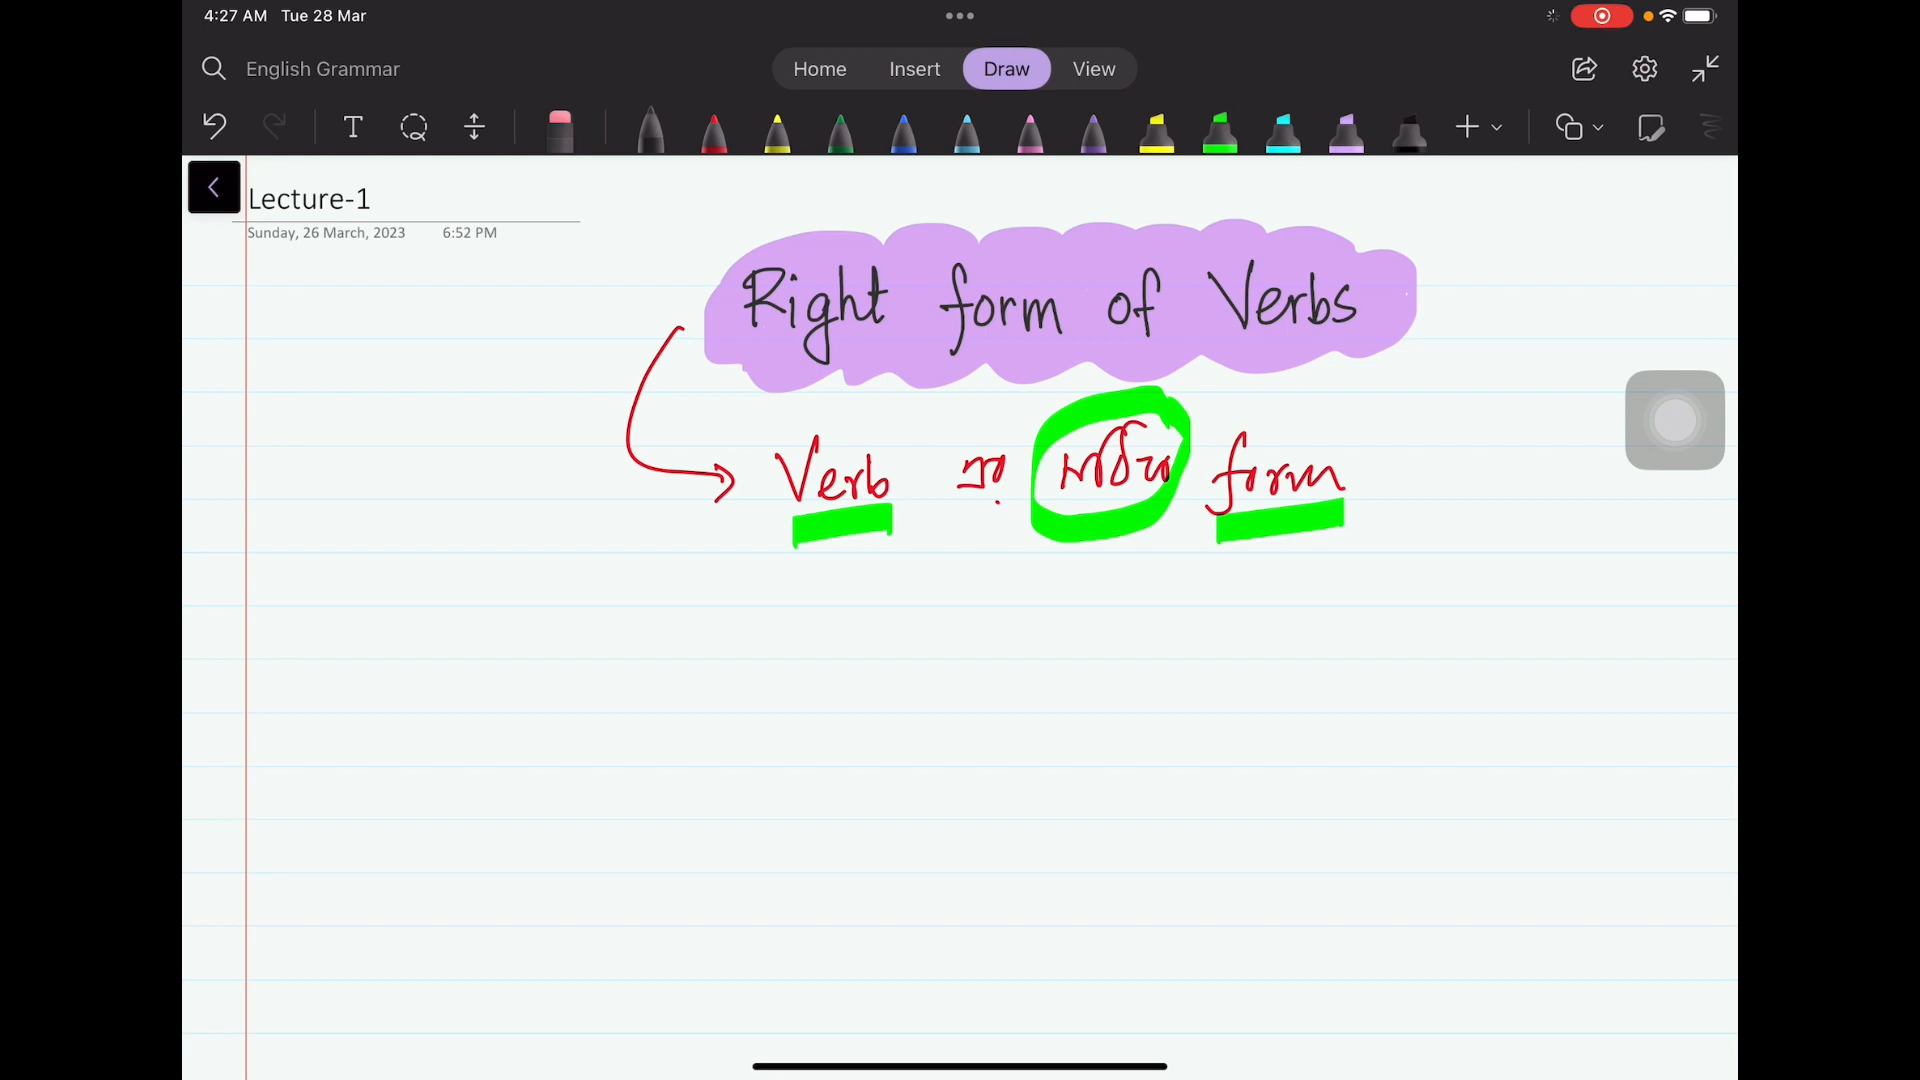 4:27 AM Tue 28 Mar
English Grammar
Home Insert Draw View
T
Lecture-1
Sunday, 26 March, 2023 6:52 PM
Right form of Verbs
Verb র সঠিক form